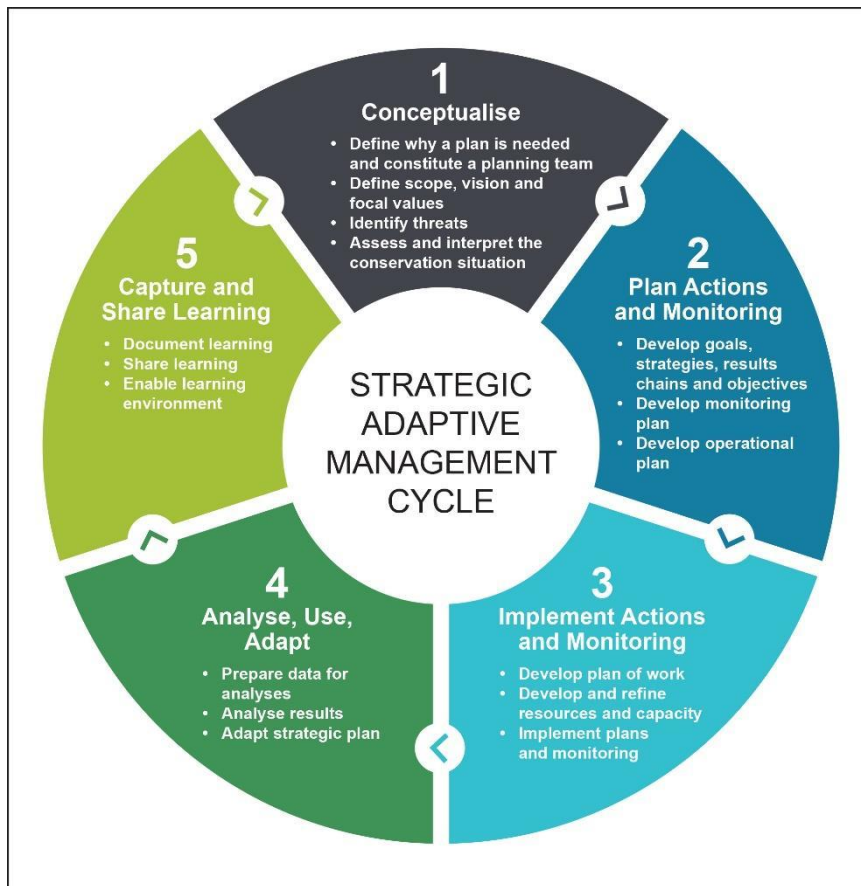 1
Conceptualise
• Define why a plan is needed
and constitute a planning team
• Define scope, vision and
focal values
• Identify threats
• Assess and interpret the
conservation situation
2
Plan Actions
and Monitoring
• Develop goals,
strategies, results
chains and objectives
• Develop monitoring
plan
• Develop operational
plan
3
Implement Actions
and Monitoring
• Develop plan of work
• Develop and refine
resources and capacity
• Implement plans
and monitoring
4
Analyse, Use,
Adapt
• Prepare data for
analyses
• Analyse results
• Adapt strategic plan
5
Capture and
Share Learning
• Document learning
• Share learning
• Enable learning
environment
STRATEGIC
ADAPTIVE
MANAGEMENT
CYCLE